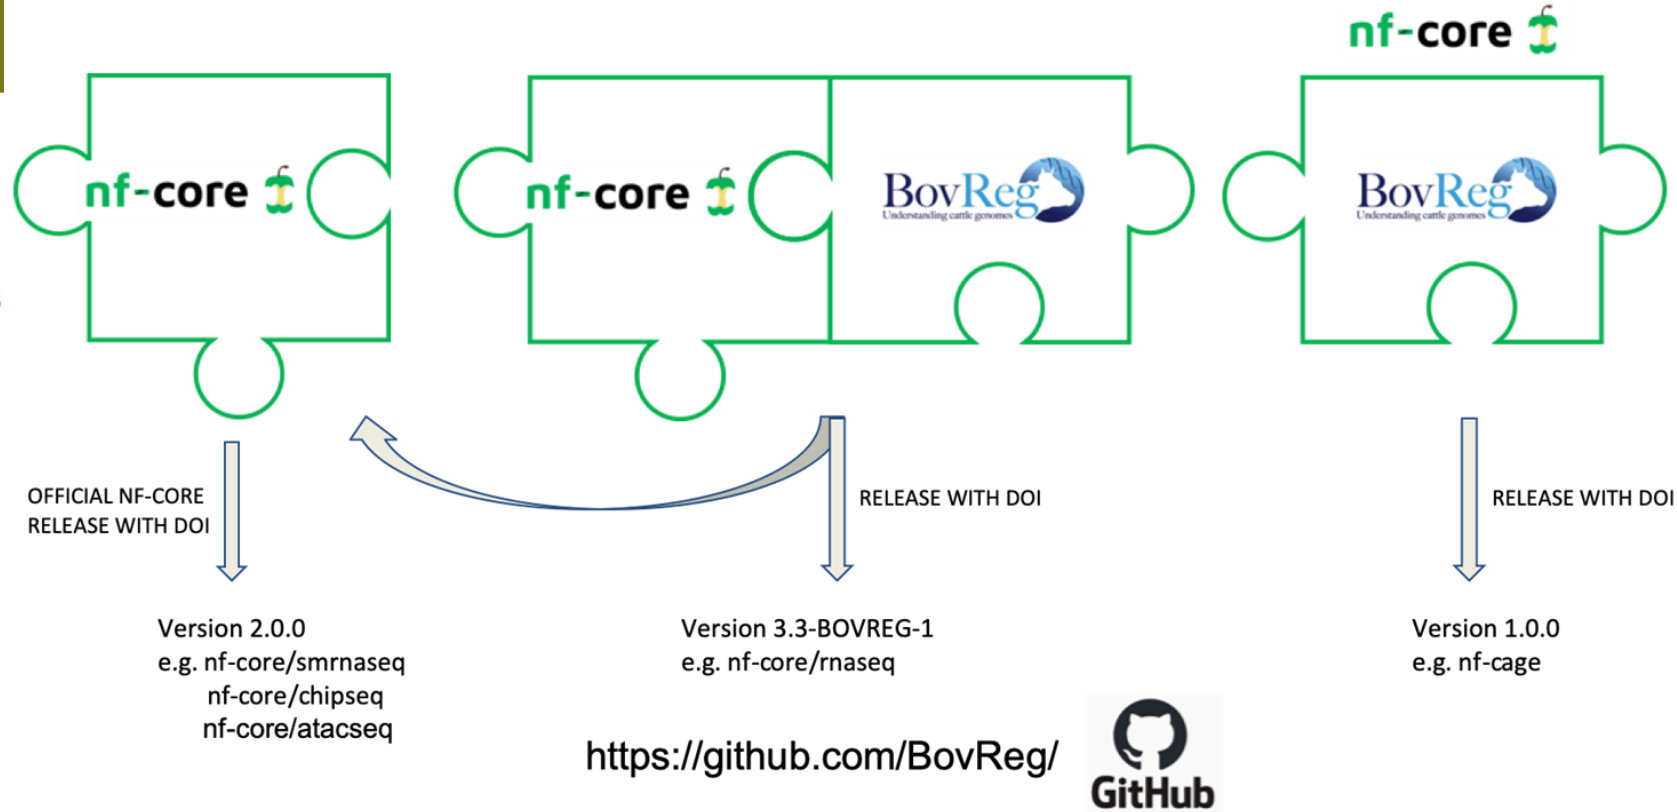 nf-core
nf-core
nf-core
BovReg
Understanding cattle genomes
BovReg
Understanding cattle genomes
OFFICIAL NF-CORE
RELEASE WITH DOI
RELEASE WITH DOI
RELEASE WITH DOI
Version 2.0.0
e.g. nf-core/smrnaseq
nf-core/chipseq
nf-core/atacseq
Version 3.3-BOVREG-1
e.g. nf-core/rnaseq
Version 1.0.0
e.g. nf-cage
https://github.com/BovReg/
GitHub